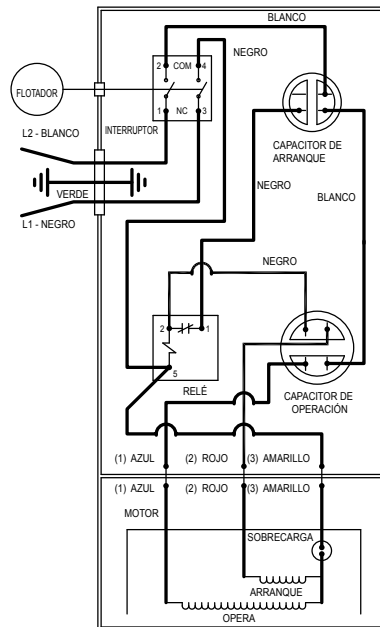 BLANCO
NEGRO
2 COM 4
FLOTADOR
1 NC 3
INTERRUPTOR
L2 - BLANCO
VERDE
L1 - NEGRO
CAPACITOR DE
ARRANQUE
NEGRO
BLANCO
NEGRO
2 1
5
RELÉ
CAPACITOR DE
OPERACIÓN
(1) AZUL (2) ROJO (3) AMARILLO
(1) AZUL (2) ROJO (3) AMARILLO
MOTOR
SOBRECARGA
ARRANQUE
OPERA